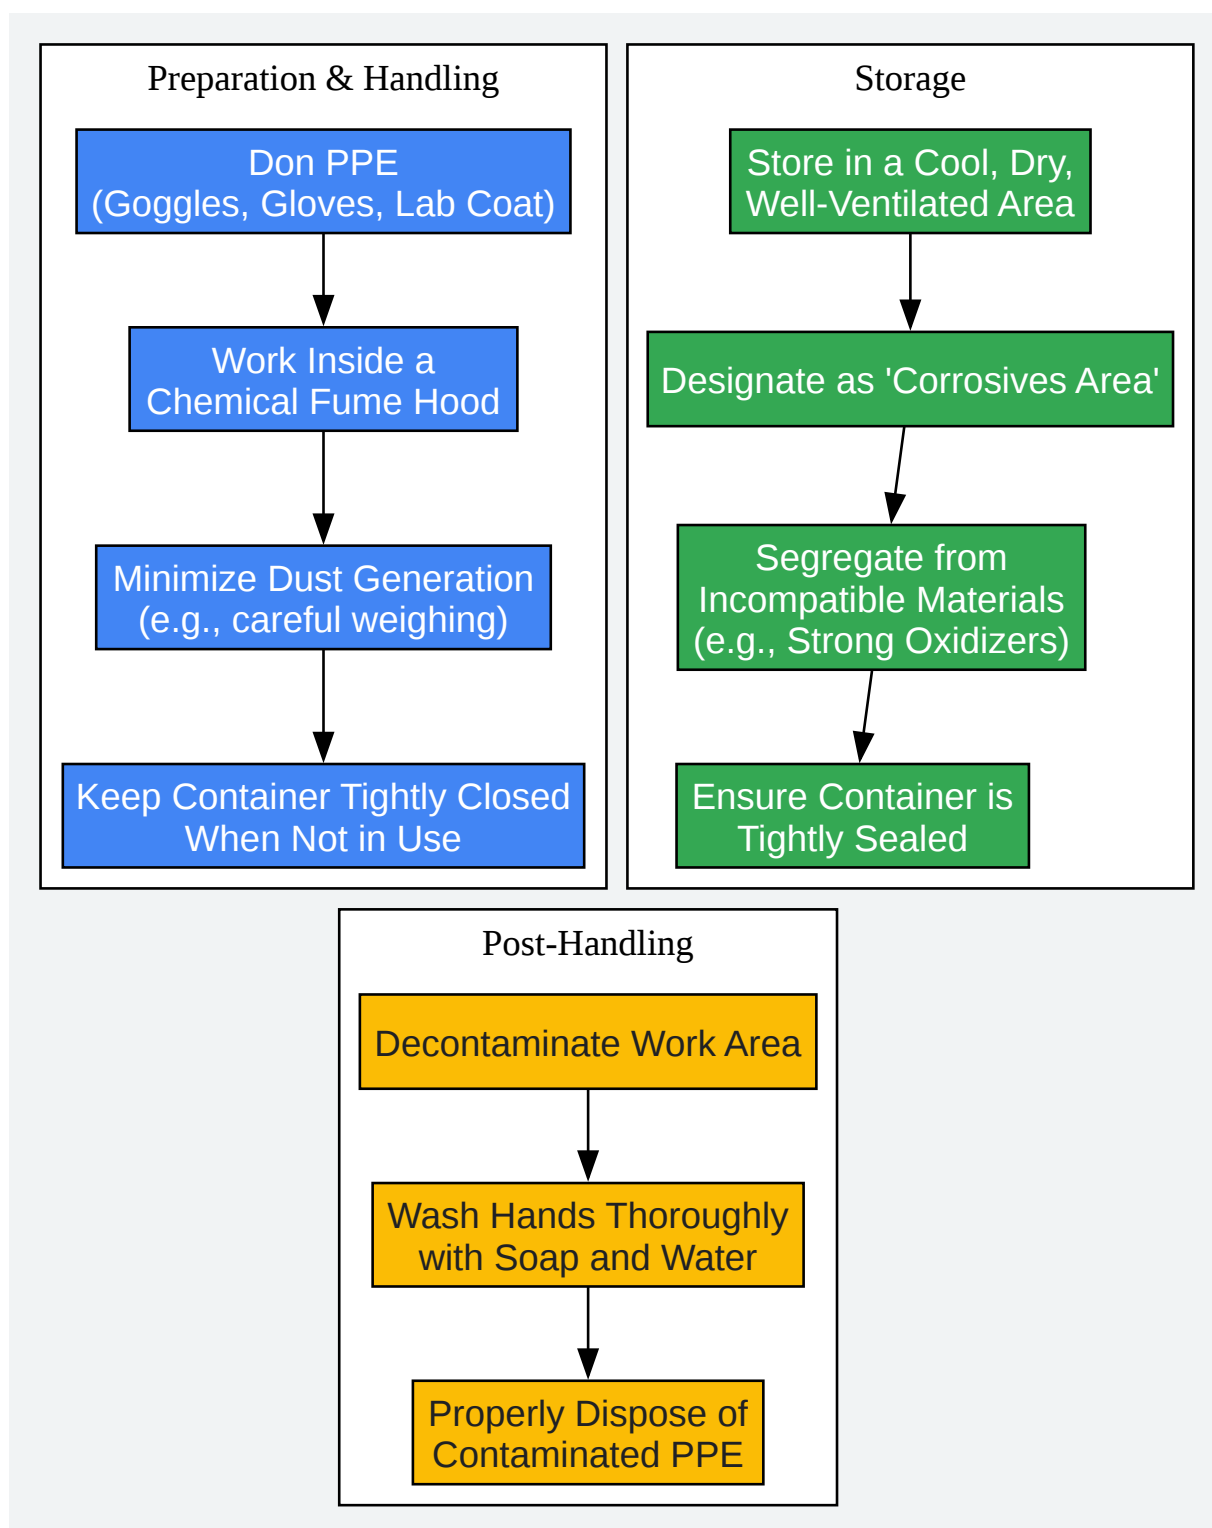 Preparation & Handling
Don PPE
(Goggles, Gloves, Lab Coat)
Work Inside a
Chemical Fume Hood
Minimize Dust Generation
(e.g., careful weighing)
Keep Container Tightly Closed
When Not in Use
Storage
Store in a Cool, Dry,
Well-Ventilated Area
Designate as 'Corrosives Area'
Segregate from
Incompatible Materials
(e.g., Strong Oxidizers)
Ensure Container is
Tightly Sealed
Post-Handling
Decontaminate Work Area
Wash Hands Thoroughly
with Soap and Water
Properly Dispose of
Contaminated PPE